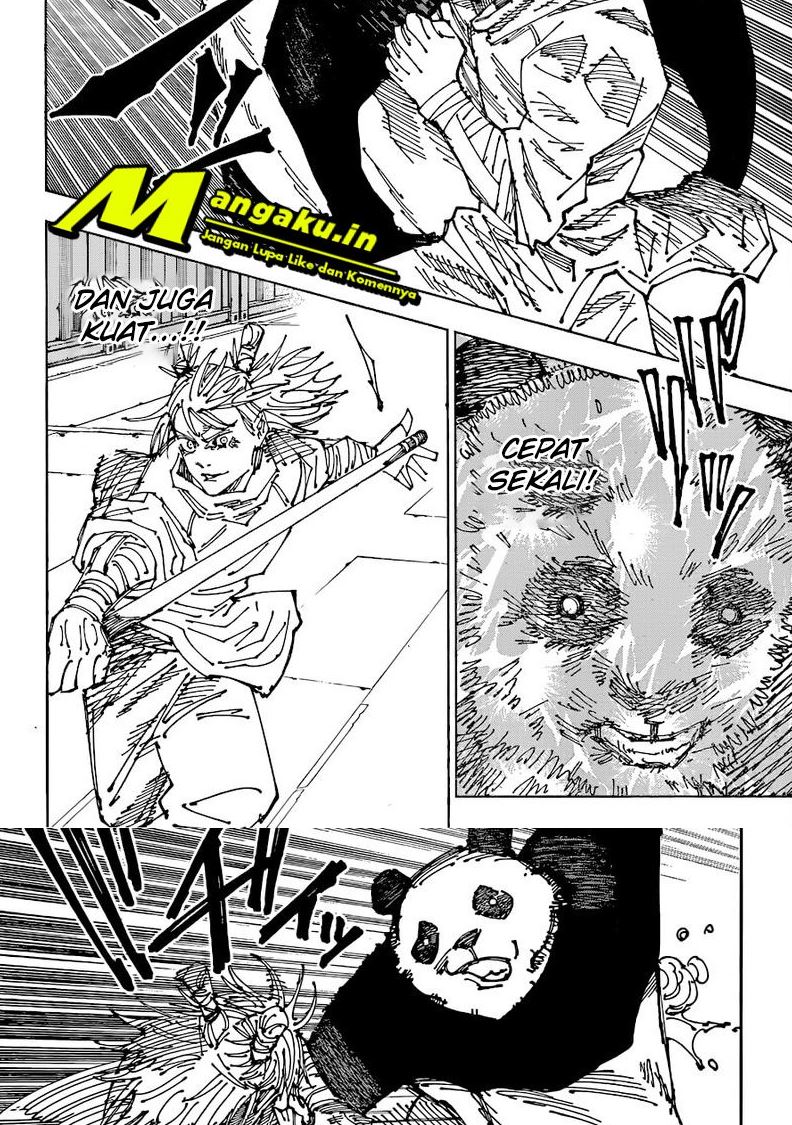 Mangaku.in
Jangan Lupa Like dan Komennya
CEPAT
SEKALI!
DAN JUGA
KUAT...!!